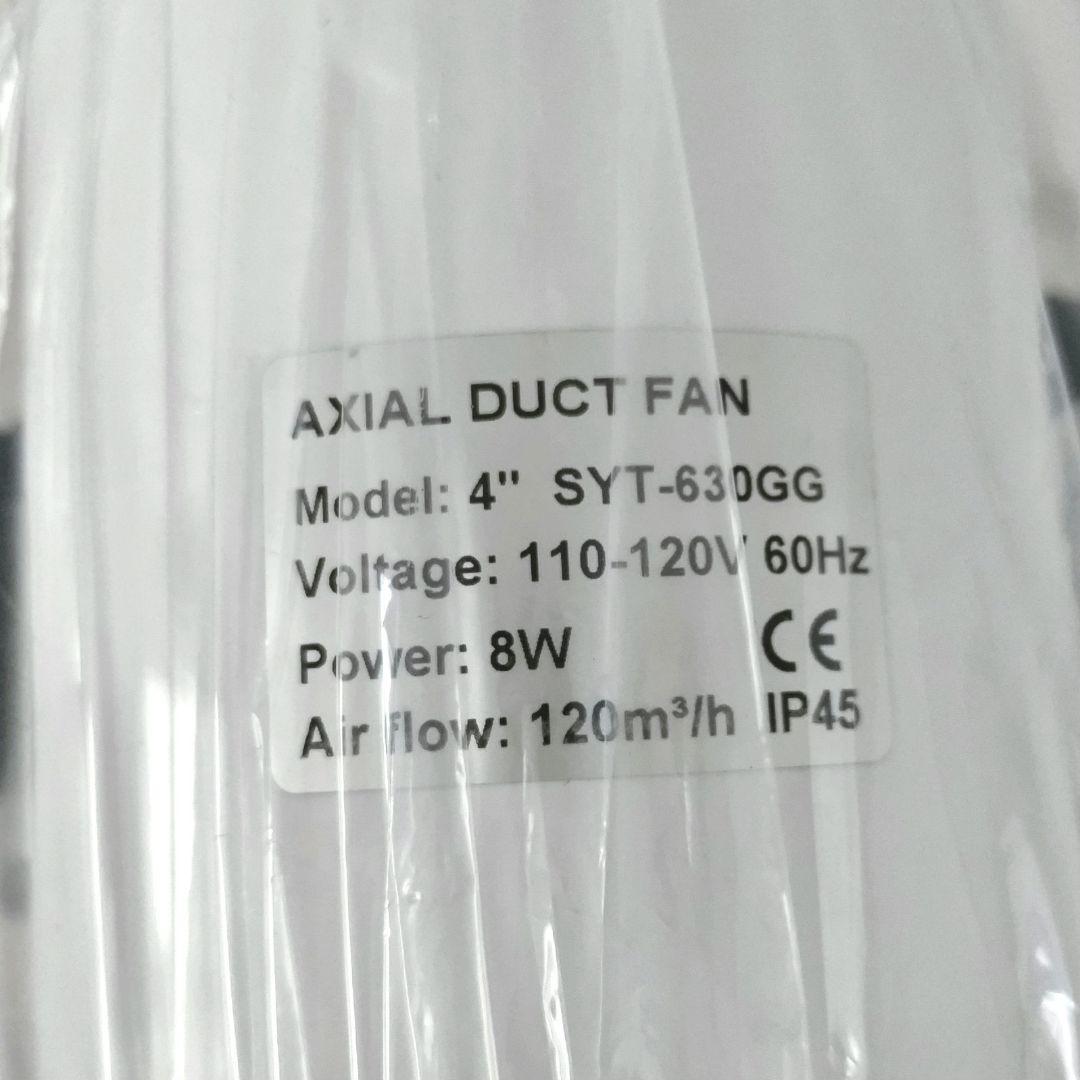 AXIAL DUCT FAN
Model: 4" SYT-630GG
Voltage: 110-120V 60Hz
Power: 8W CE
Air flow: 120m³/h IP45